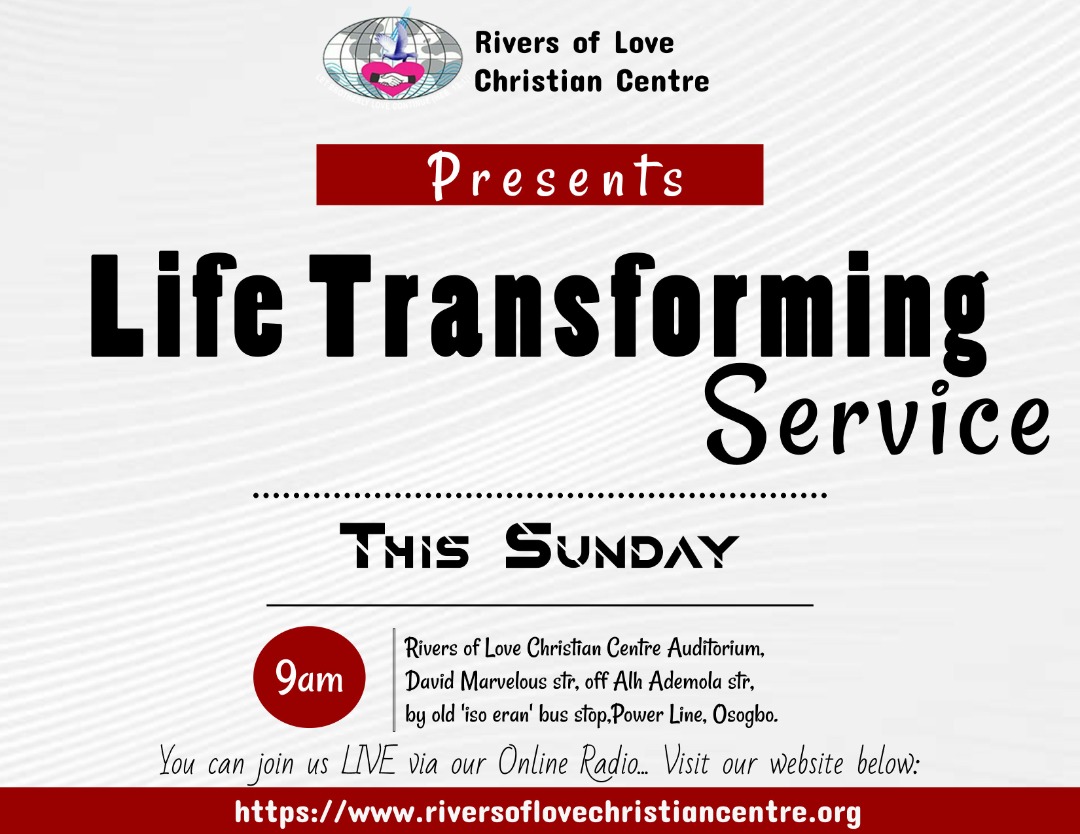 Rivers of Love
Christian Centre
Presents
Life Transforming
Service
This Sunday
9am
Rivers of Love Christian Centre Auditorium,
David Marvelous str, off Alh Ademola str,
by old 'iso eran' bus stop,Power Line, Osogbo.
You can join us LIVE via our Online Radio... Visit our website below:
https://www.riversoflovechristiancentre.org